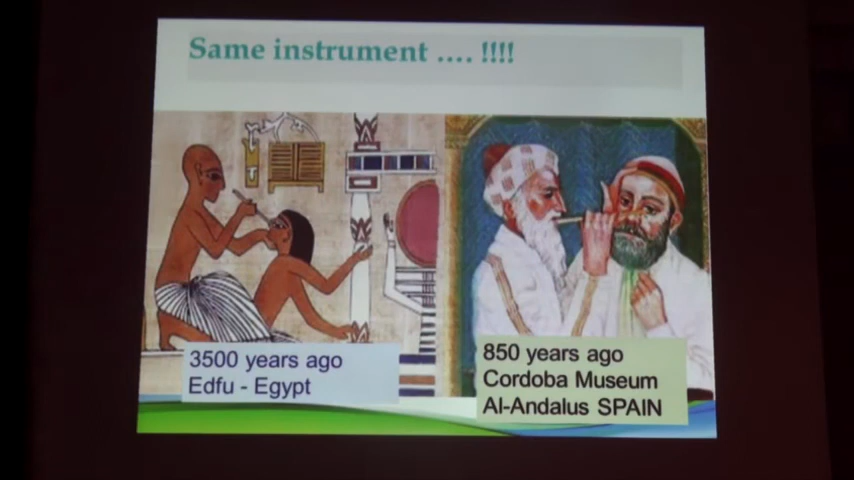 Same instrument .... !!!!
3500 years ago
Edfu - Egypt
850 years ago
Cordoba Museum
Al-Andalus SPAIN